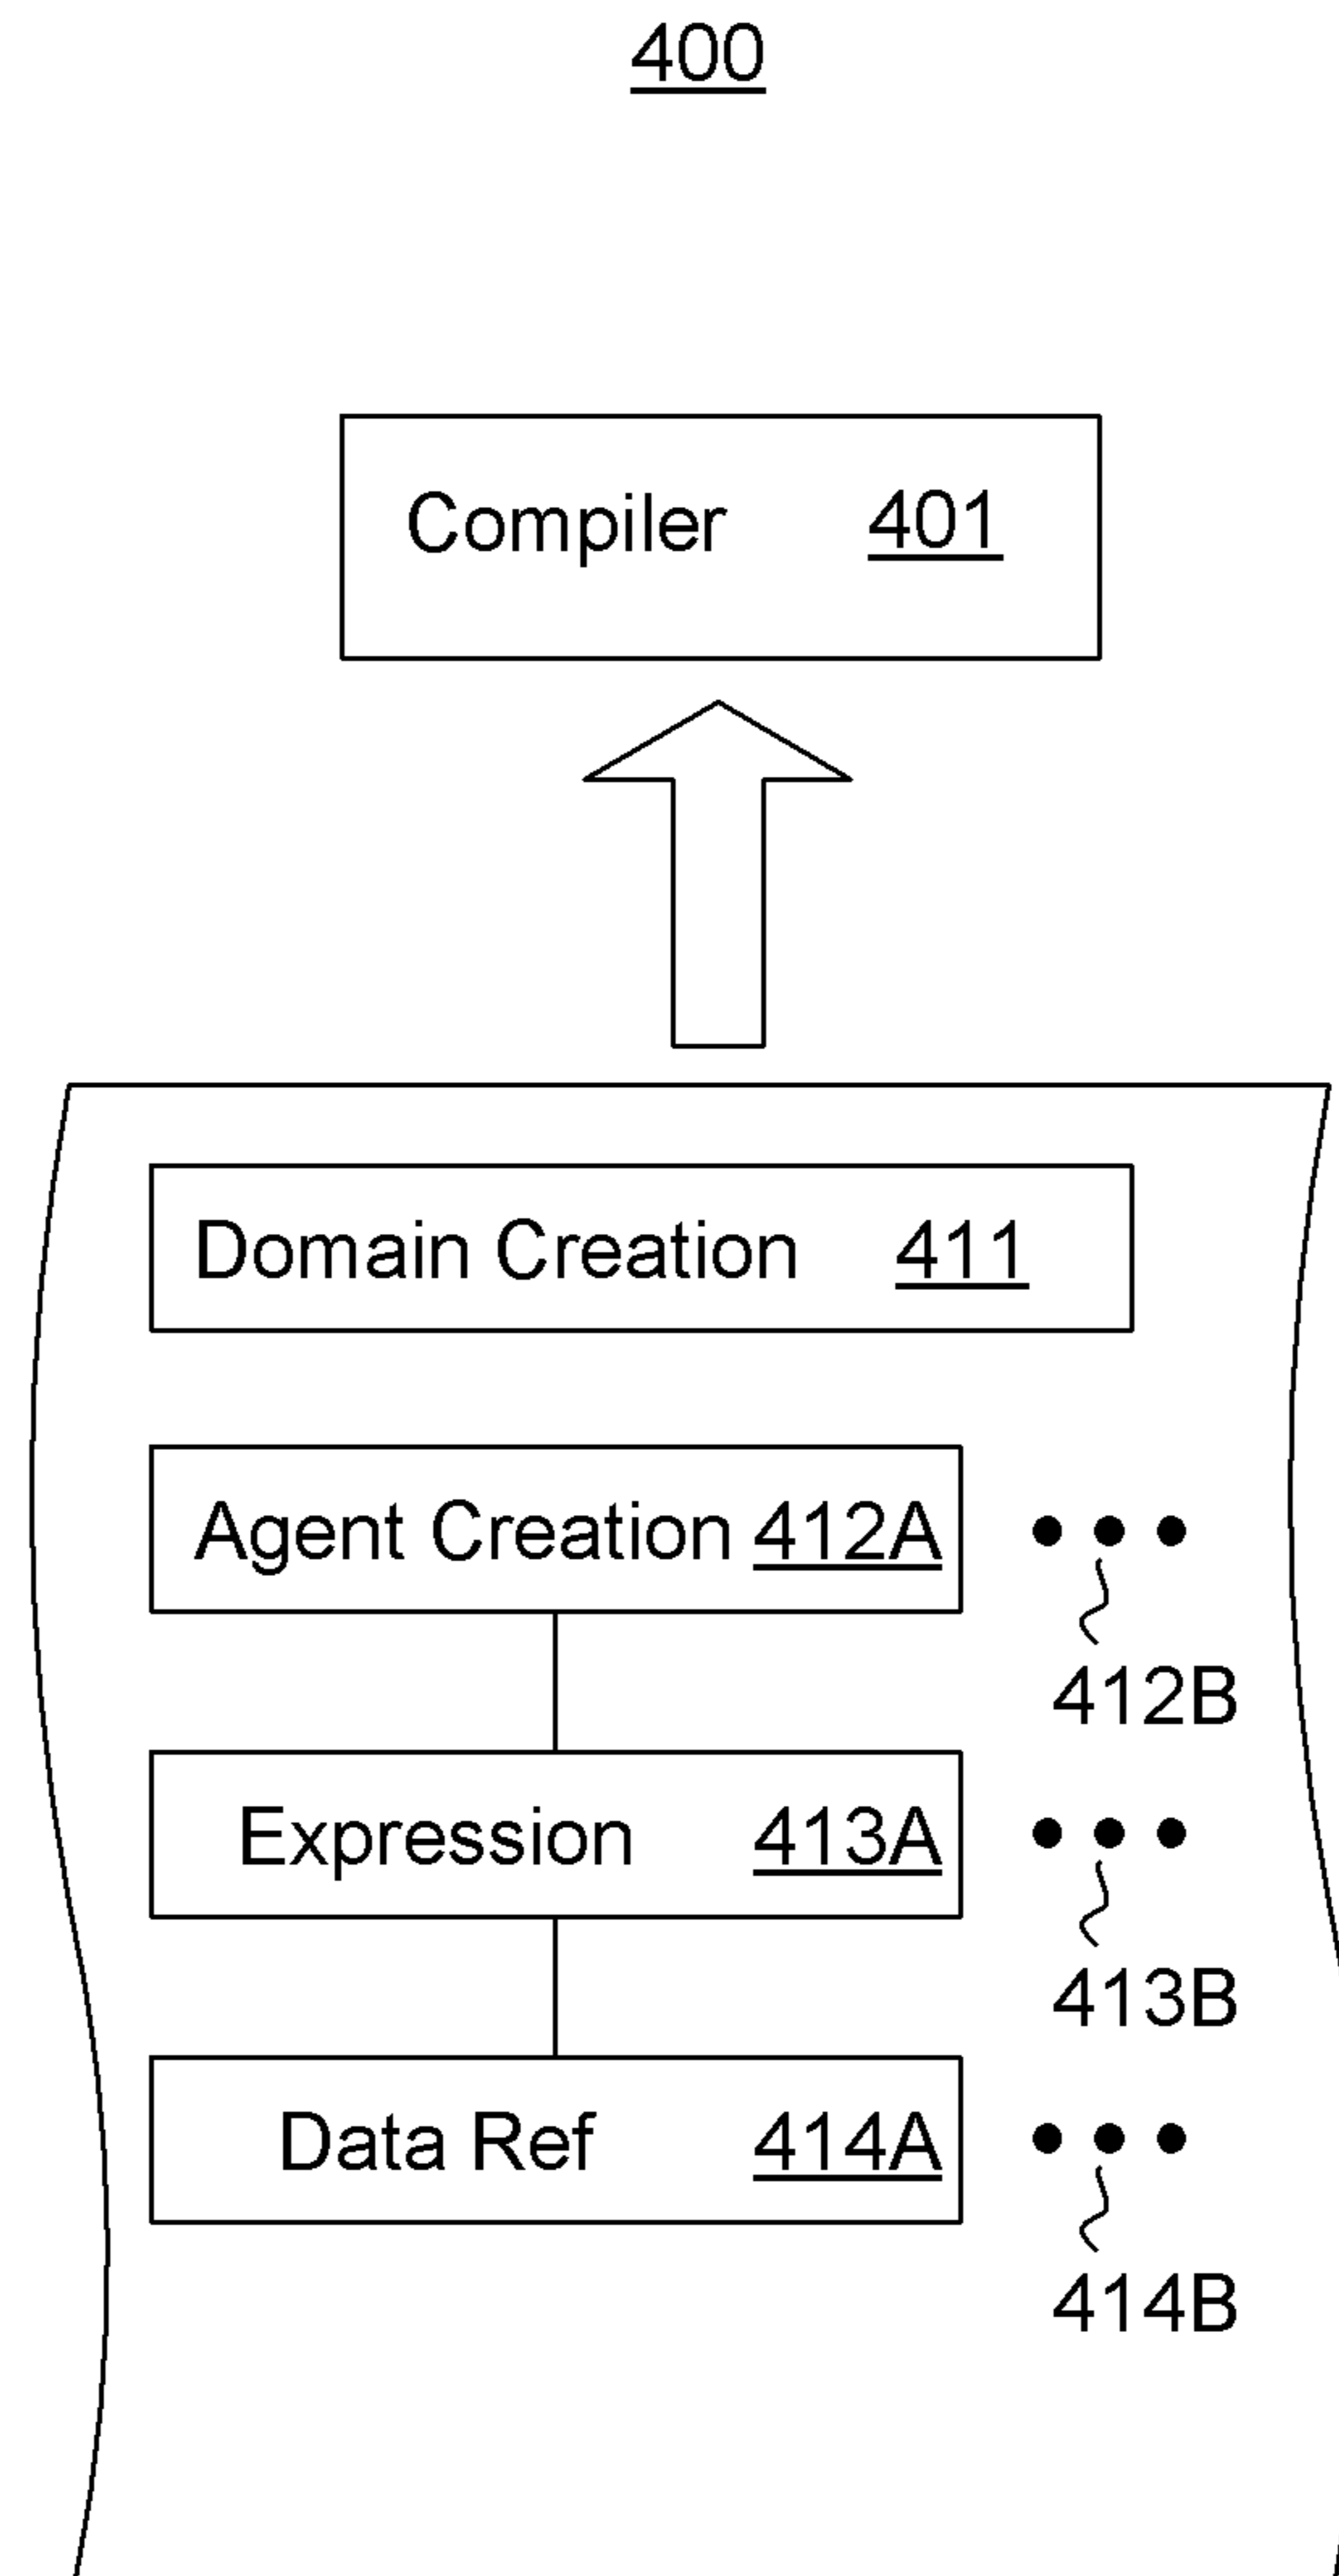 400
Compiler 401
Domain Creation 411
Agent Creation 412A
412B
Expression 413A
413B
Data Ref 414A
414B